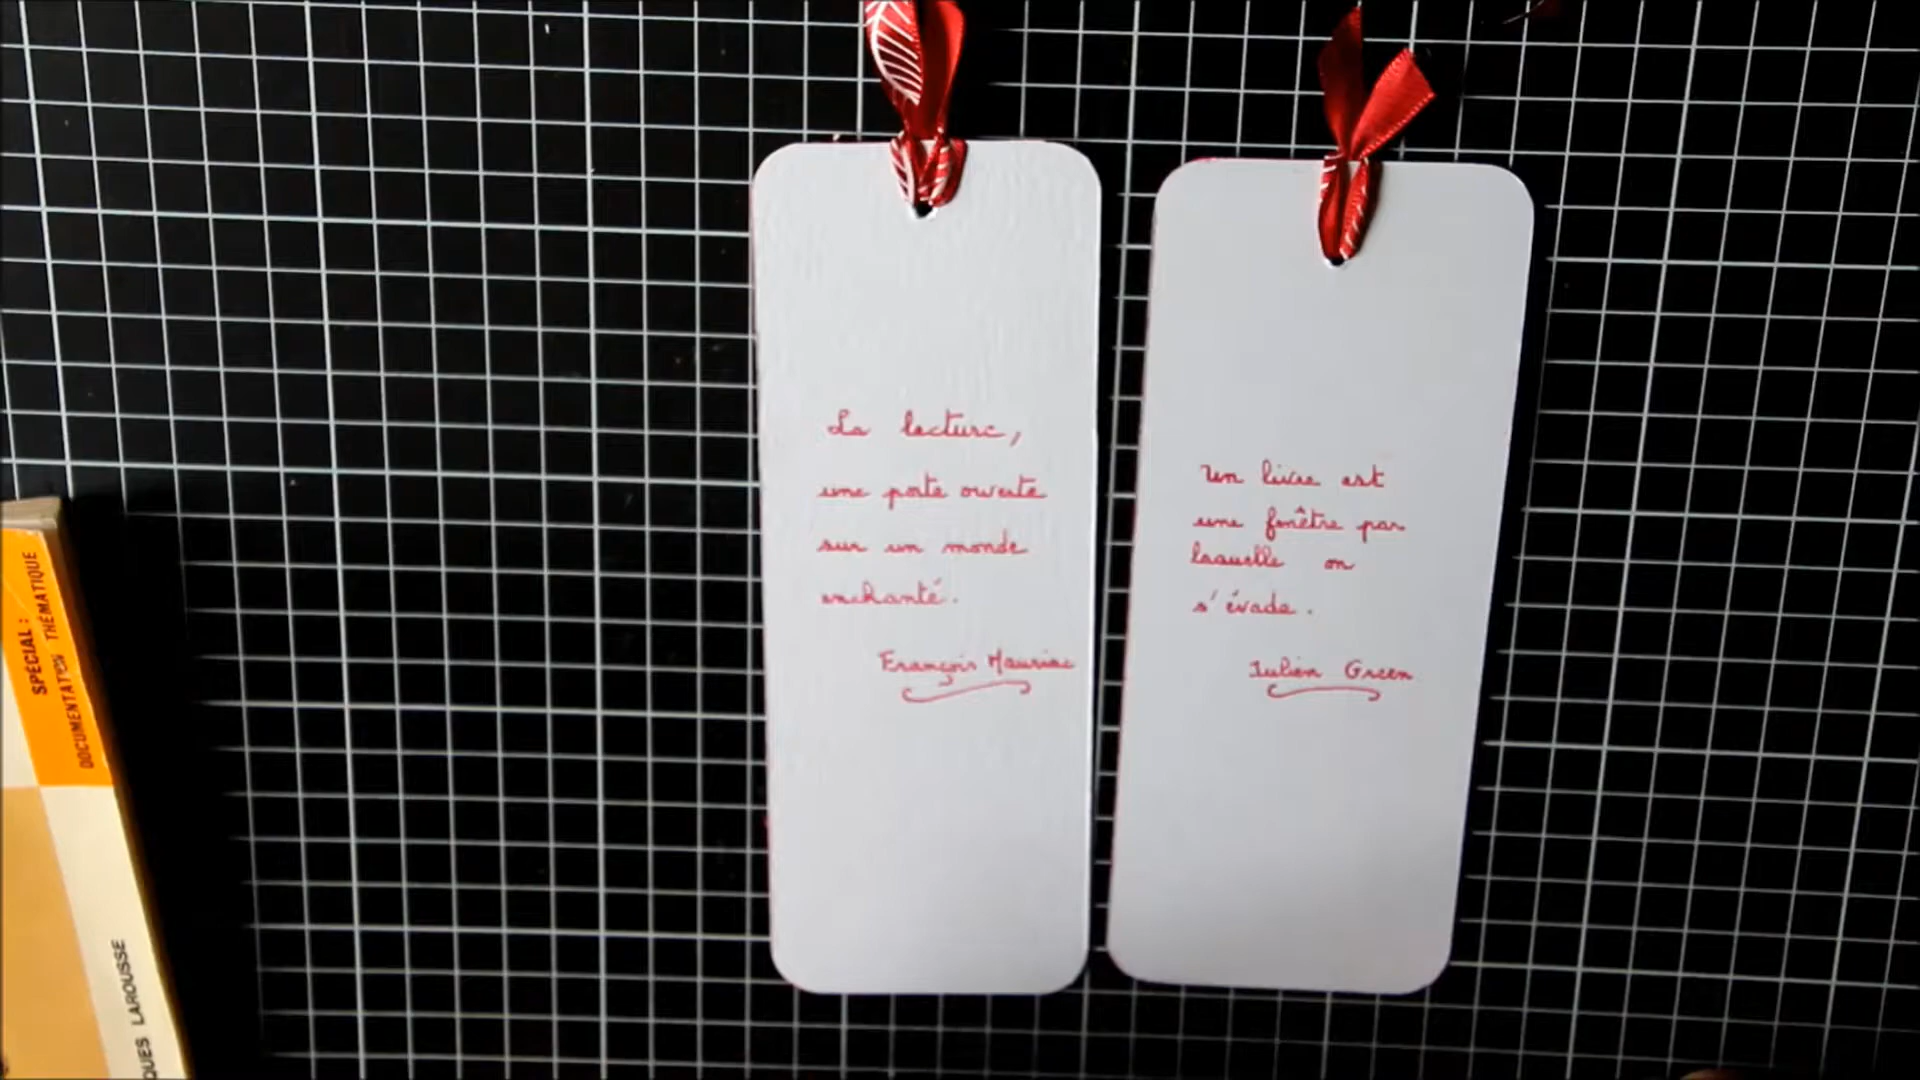 La lecture,
une porte ouverte
sur un monde
enchanté.
François Mauriac
Un livre est
une fenêtre par
laquelle on
s'évade.
Julien Green
SPÉCIAL :
DOCUMENTATION THÉMATIQUE
QUES LAROUSSE